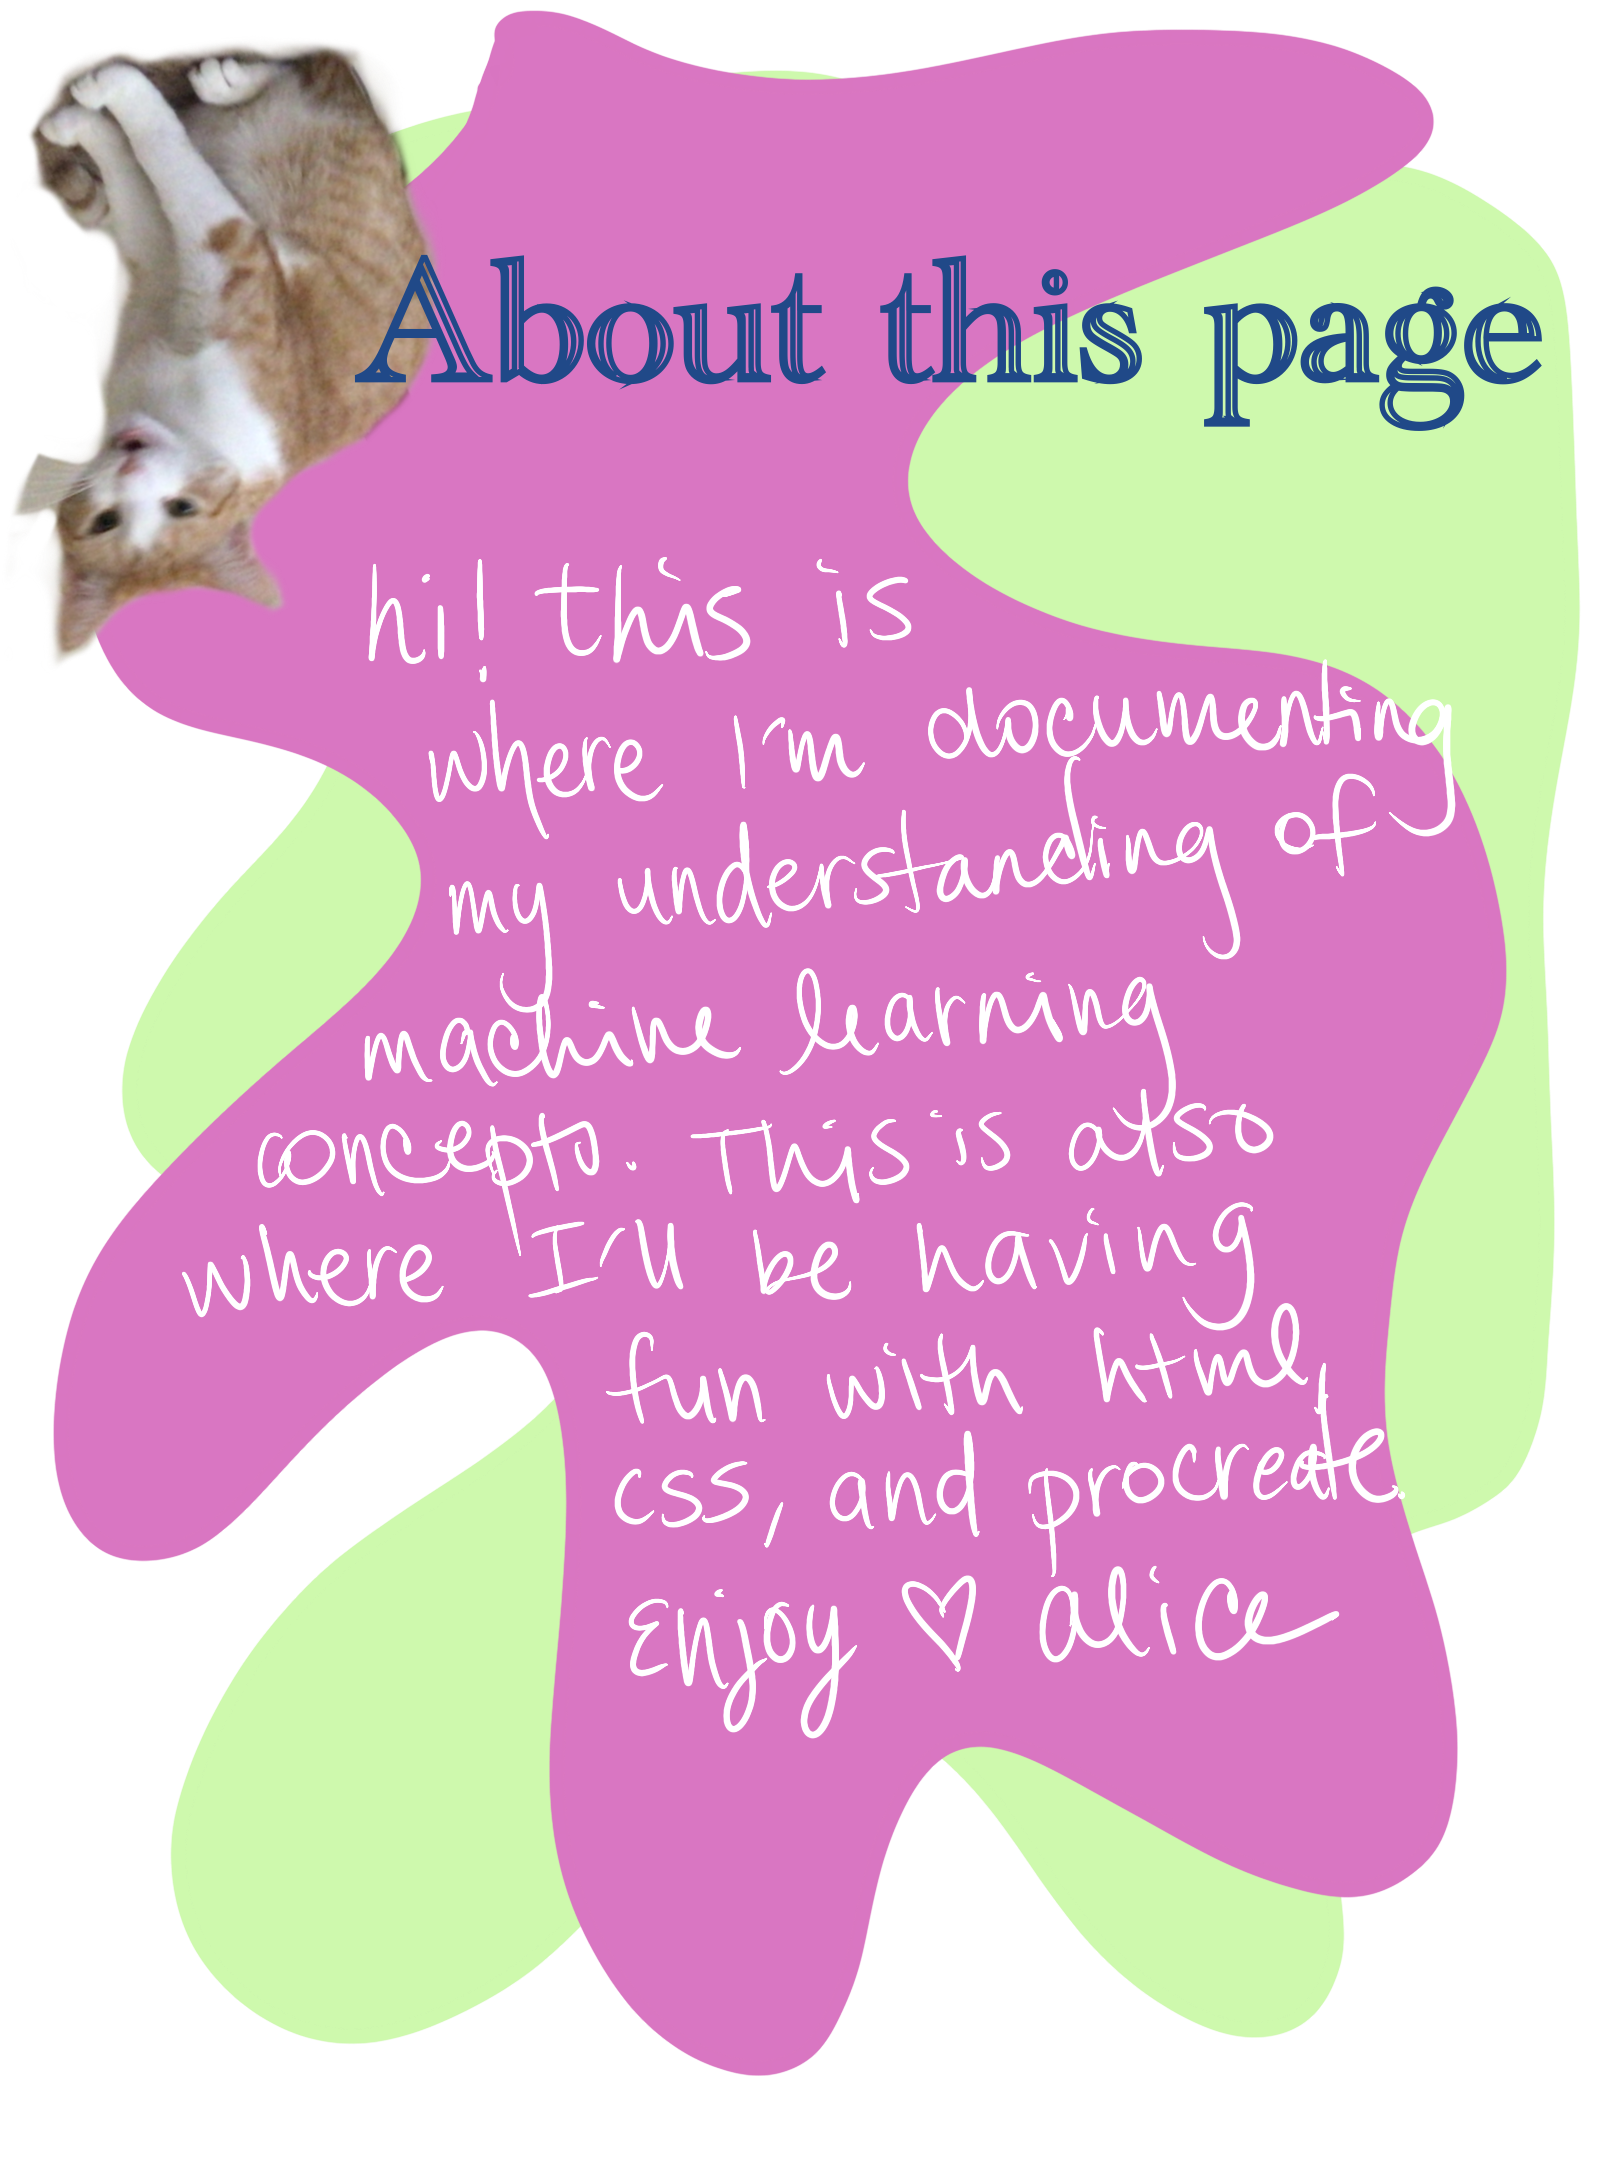 About this page
hi! this is
where I'm documenting
my understanding of
machine learning
concepts. This is also
where I'll be having
fun with html,
css, and procreate.
Enjoy ♡ alice